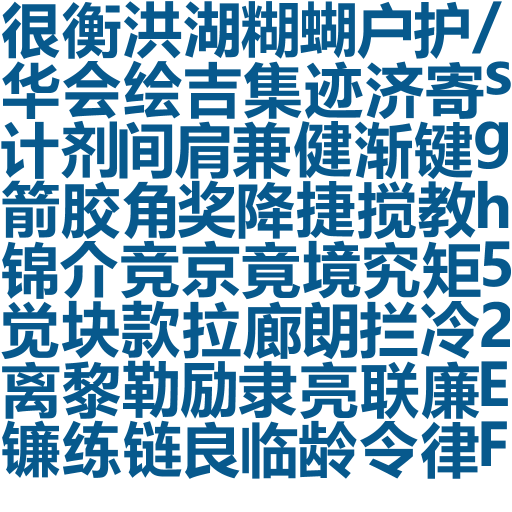 很衡洪湖糊蝴户护/
华会绘吉集迹济寄s
计剂间肩兼健渐键g
箭胶角奖降捷搅教h
锦介竞京竟境究矩5
觉块款拉廊朗拦冷2
离黎勒励隶亮联廉E
镰练链良临龄令律F